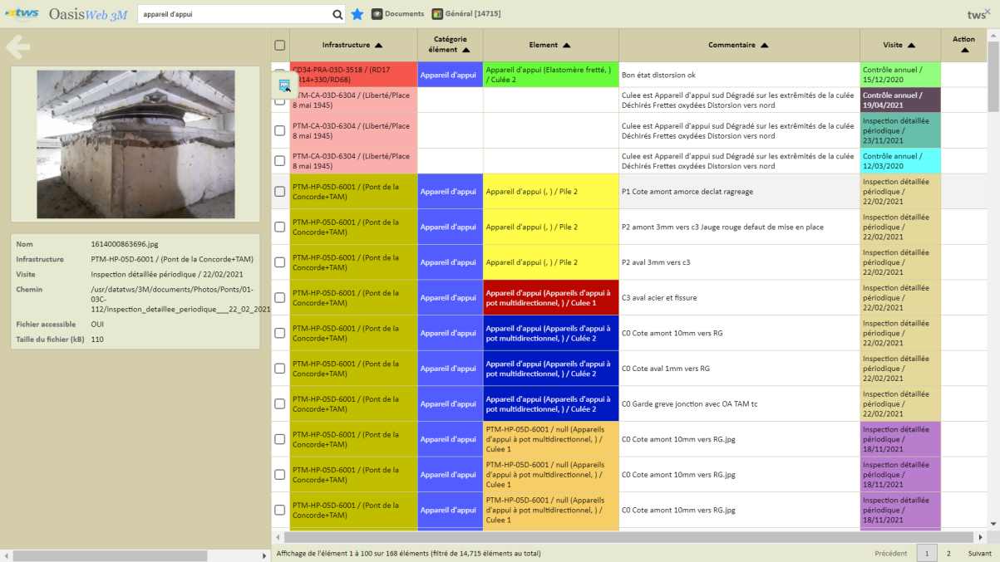 atws OasisWeb 3M appareil d'appui Documents Général [14715] tws
Infrastructure Catégorie élément Element Commentaire Visite Action
CD34-PRA-03D-3518 / (RD17
R14+330/RD68)
Appareil d'appui
Appareil d'appui (Elastomère fretté, )
/ Culée 2
Bon état distorsion ok
Contrôle annuel /
15/12/2020
PTM-CA-03D-6304 / (Liberté/Place
8 mai 1945)
Culee est Appareil d'appui sud Dégradé sur les extrêmités de la culée
Déchirés Frettes oxydées Distorsion vers nord
Contrôle annuel /
19/04/2021
PTM-CA-03D-6304 / (Liberté/Place
8 mai 1945)
Culee est Appareil d'appui sud Dégradé sur les extrêmités de la culée
Déchirés Frettes oxydées Distorsion vers nord
Inspection détaillée
périodique /
23/11/2021
PTM-CA-03D-6304 / (Liberté/Place
8 mai 1945)
Culee est Appareil d'appui sud Dégradé sur les extrêmités de la culée
Déchirés Frettes oxydées Distorsion vers nord
Contrôle annuel /
12/03/2020
PTM-HP-05D-6001 / (Pont de la
Concorde+TAM)
Appareil d'appui
Appareil d'appui (, ) / Pile 2
P1 Cote amont amorce declat ragreage
Inspection détaillée
périodique /
22/02/2021
PTM-HP-05D-6001 / (Pont de la
Concorde+TAM)
Appareil d'appui
Appareil d'appui (, ) / Pile 2
P2 amont 3mm vers c3 Jauge rouge defaut de mise en place
Inspection détaillée
périodique /
22/02/2021
PTM-HP-05D-6001 / (Pont de la
Concorde+TAM)
Appareil d'appui
Appareil d'appui (, ) / Pile 2
P2 aval 3mm vers c3
Inspection détaillée
périodique /
22/02/2021
PTM-HP-05D-6001 / (Pont de la
Concorde+TAM)
Appareil d'appui
Appareil d'appui (Appareils d'appui à
pot multidirectionnel, ) / Culee 1
C3 aval acier et fissure
Inspection détaillée
périodique /
22/02/2021
PTM-HP-05D-6001 / (Pont de la
Concorde+TAM)
Appareil d'appui
Appareil d'appui (Appareils d'appui à
pot multidirectionnel, ) / Culée 2
C0 Cote amont 10mm vers RG
Inspection détaillée
périodique /
22/02/2021
PTM-HP-05D-6001 / (Pont de la
Concorde+TAM)
Appareil d'appui
Appareil d'appui (Appareils d'appui à
pot multidirectionnel, ) / Culée 2
C0 Cote aval 1mm vers RG
Inspection détaillée
périodique /
22/02/2021
PTM-HP-05D-6001 / (Pont de la
Concorde+TAM)
Appareil d'appui
Appareil d'appui (Appareils d'appui à
pot multidirectionnel, ) / Culée 2
C0 Garde greve jonction avec OA TAM tc
Inspection détaillée
périodique /
22/02/2021
PTM-HP-05D-6001 / (Pont de la
Concorde+TAM)
Appareil d'appui
PTM-HP-05D-6001 / null (Appareils
d'appui à pot multidirectionnel, ) /
Culee 1
C0 Cote amont 10mm vers RG.jpg
Inspection détaillée
périodique /
18/11/2021
PTM-HP-05D-6001 / (Pont de la
Concorde+TAM)
Appareil d'appui
PTM-HP-05D-6001 / null (Appareils
d'appui à pot multidirectionnel, ) /
Culee 1
C0 Cote amont 10mm vers RG.jpg
Inspection détaillée
périodique /
18/11/2021
PTM-HP-05D-6001 / (Pont de la
Concorde+TAM)
Appareil d'appui
PTM-HP-05D-6001 / null (Appareils
d'appui à pot multidirectionnel, ) /
Culee 1
C0 Cote amont 10mm vers RG.jpg
Inspection détaillée
périodique /
18/11/2021
Nom 1614000863696.jpg
Infrastructure PTM-HP-05D-6001 / (Pont de la Concorde+TAM)
Visite Inspection détaillée périodique / 22/02/2021
Chemin /usr/datatws/3M/documents/Photos/Ponts/01-
03C-
112/inspection_detaillee_periodique___22_02_2021
Fichier accessible OUI
Taille du fichier (kB) 110
Affichage de l'élément 1 à 100 sur 168 éléments (filtré de 14,715 éléments au total) Précédent 1 2 Suivant